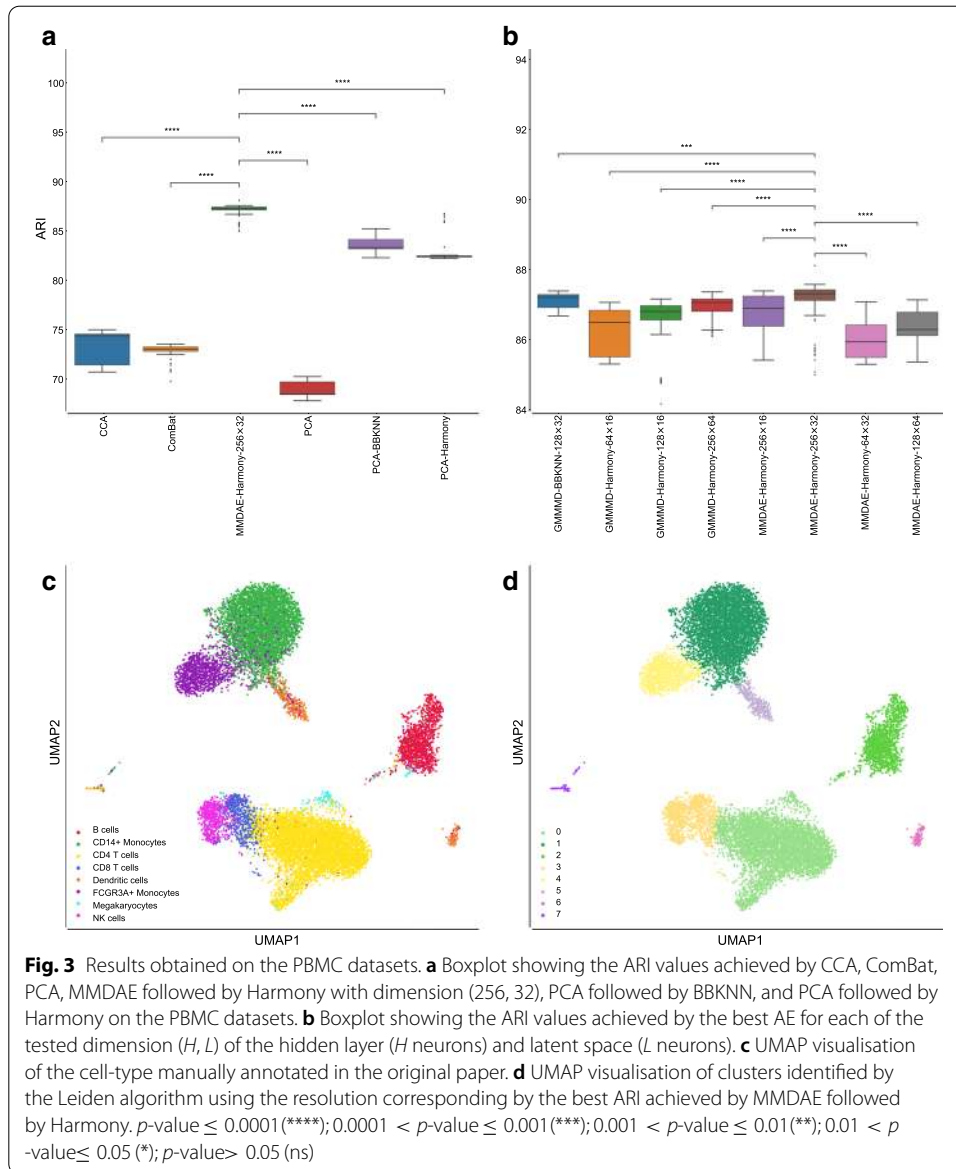 a
100
95
90
85
80
75
70
ARI
****
****
****
****
****
CCA
ComBat
MMDAE-Harmony-256×32
PCA
PCA-BBKNN
PCA-Harmony
b
94
92
90
88
86
84
***
****
****
****
****
****
****
GMMMD-BBKNN-128×32
GMMMD-Harmony-64×16
GMMMD-Harmony-128×16
GMMMD-Harmony-256×64
MMDAE-Harmony-256×16
MMDAE-Harmony-256×32
MMDAE-Harmony-64×32
MMDAE-Harmony-128×64
c
UMAP2
B cells
CD14+ Monocytes
CD4 T cells
CD8 T cells
Dendritic cells
FCGR3A+ Monocytes
Megakaryocytes
NK cells
UMAP1
d
UMAP2
0
1
2
3
4
5
6
7
UMAP1
Fig. 3 Results obtained on the PBMC datasets. a Boxplot showing the ARI values achieved by CCA, ComBat,
PCA, MMDAE followed by Harmony with dimension (256, 32), PCA followed by BBKNN, and PCA followed by
Harmony on the PBMC datasets. b Boxplot showing the ARI values achieved by the best AE for each of the
tested dimension (H, L) of the hidden layer (H neurons) and latent space (L neurons). c UMAP visualisation
of the cell-type manually annotated in the original paper. d UMAP visualisation of clusters identified by
the Leiden algorithm using the resolution corresponding by the best ARI achieved by MMDAE followed
by Harmony. p-value ≤ 0.0001(****); 0.0001 < p-value ≤ 0.001(***); 0.001 < p-value ≤ 0.01(**); 0.01 < p
-value≤ 0.05 (*); p-value> 0.05 (ns)